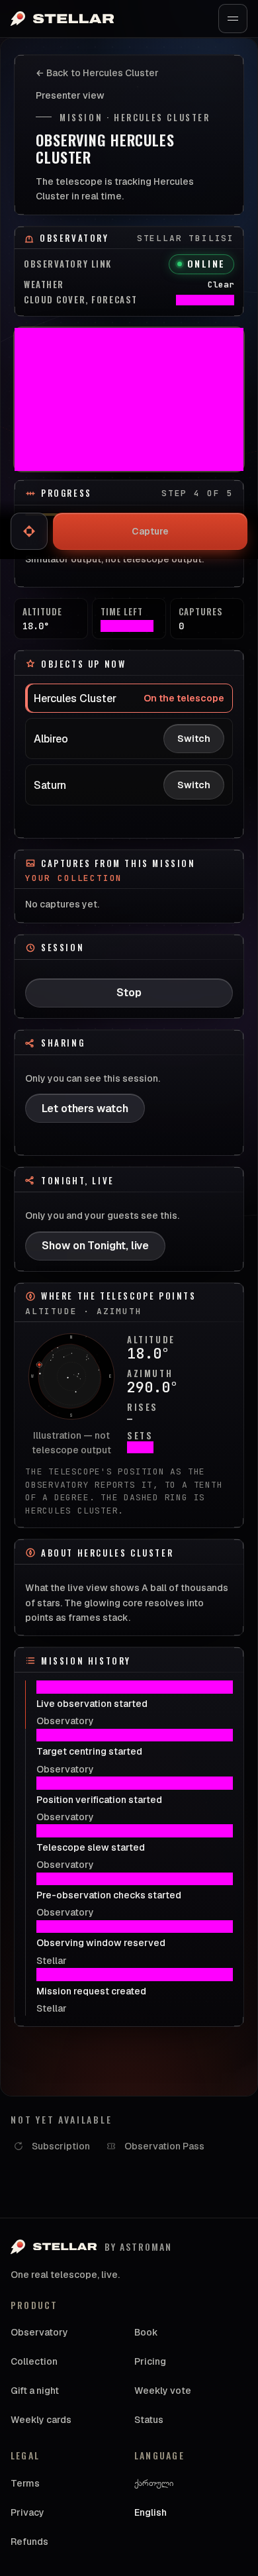 STELLAR
← Back to Hercules Cluster
Presenter view
MISSION · HERCULES CLUSTER
OBSERVING HERCULES
CLUSTER
The telescope is tracking Hercules
Cluster in real time.
OBSERVATORY
STELLAR TBILISI
OBSERVATORY LINK
ONLINE
WEATHER
Clear
CLOUD COVER, FORECAST
PROGRESS
STEP 4 OF 5
Capture
Simulator output, not telescope output.
ALTITUDE
18.0°
TIME LEFT
CAPTURES
0
OBJECTS UP NOW
Hercules Cluster
On the telescope
Albireo
Switch
Saturn
Switch
CAPTURES FROM THIS MISSION
YOUR COLLECTION
No captures yet.
SESSION
Stop
SHARING
Only you can see this session.
Let others watch
TONIGHT, LIVE
Only you and your guests see this.
Show on Tonight, live
WHERE THE TELESCOPE POINTS
ALTITUDE · AZIMUTH
ALTITUDE
18.0°
AZIMUTH
290.0°
RISES
—
SETS
Illustration — not
telescope output
THE TELESCOPE'S POSITION AS THE
OBSERVATORY REPORTS IT, TO A TENTH
OF A DEGREE. THE DASHED RING IS
HERCULES CLUSTER.
ABOUT HERCULES CLUSTER
What the live view shows A ball of thousands
of stars. The glowing core resolves into
points as frames stack.
MISSION HISTORY
Live observation started
Observatory
Target centring started
Observatory
Position verification started
Observatory
Telescope slew started
Observatory
Pre-observation checks started
Observatory
Observing window reserved
Stellar
Mission request created
Stellar
NOT YET AVAILABLE
Subscription
Observation Pass
STELLAR BY ASTROMAN
One real telescope, live.
PRODUCT
Observatory
Book
Collection
Pricing
Gift a night
Weekly vote
Weekly cards
Status
LEGAL
LANGUAGE
Terms
ქართული
Privacy
English
Refunds